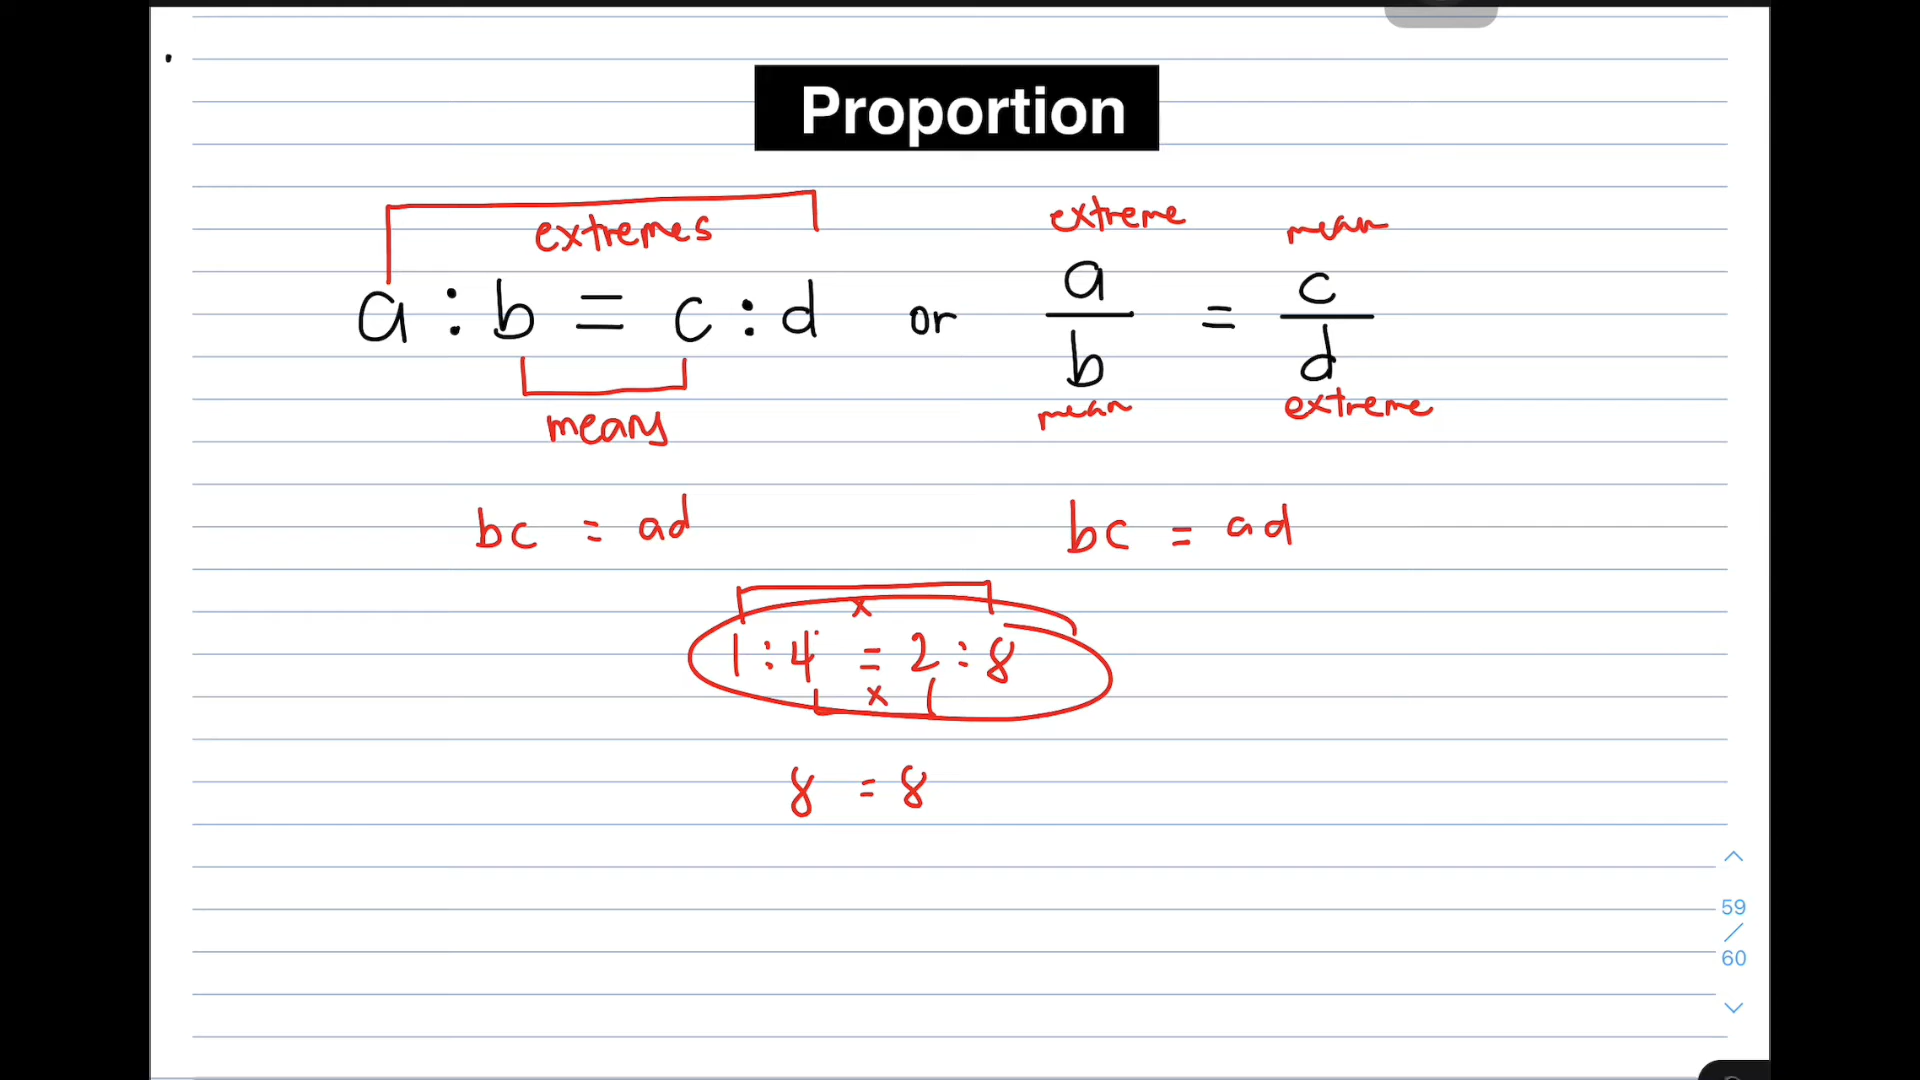 Proportion
extremes
extreme mean
a : b = c : d or a/b = c/d
means
mean extreme
bc = ad
bc = ad
x
1 : 4 = 2 : 8
x
8 = 8
59
/
60